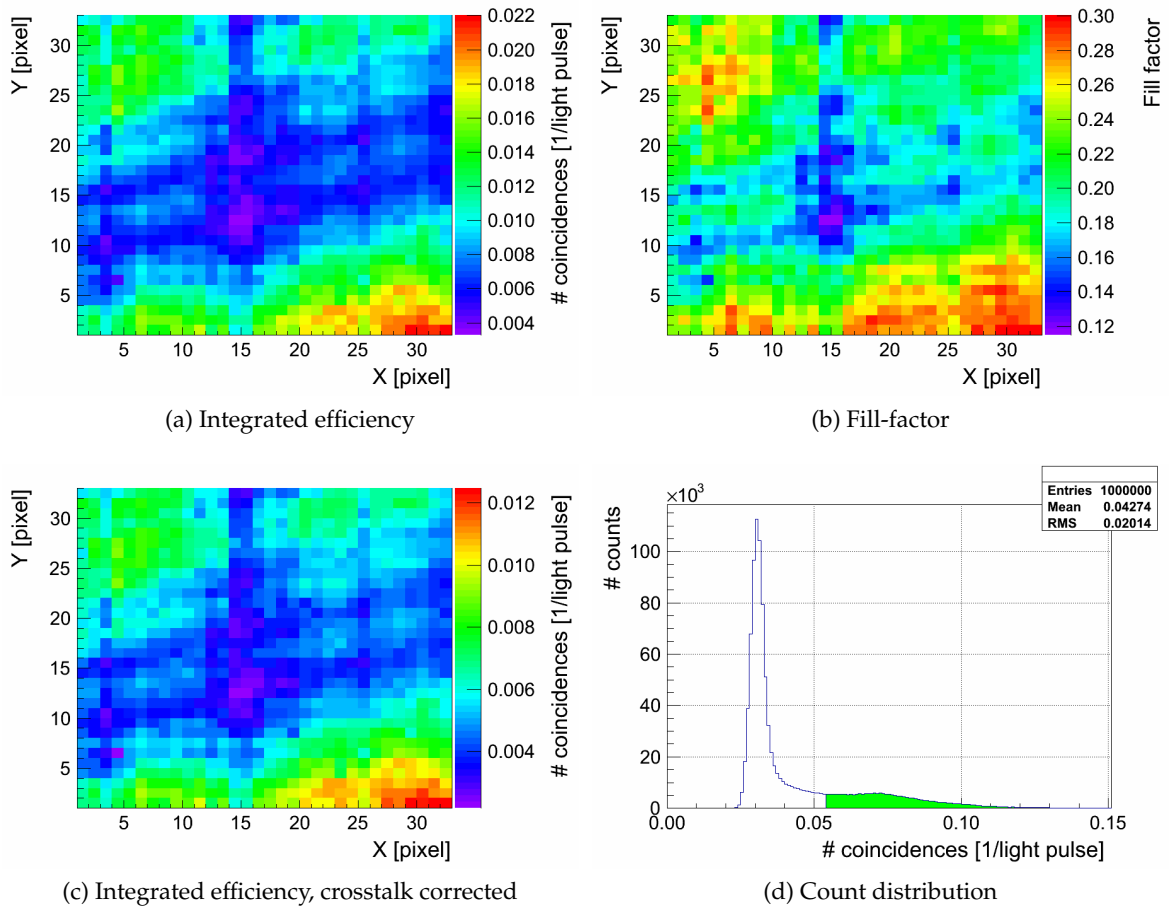 Y [pixel]
30
25
20
15
10
5
5 10 15 20 25 30
X [pixel]
0.022
0.020
0.018
0.016
0.014
0.012
0.010
0.008
0.006
0.004
# coincidences [1/light pulse]
(a) Integrated efficiency
Y [pixel]
30
25
20
15
10
5
5 10 15 20 25 30
X [pixel]
0.30
0.28
0.26
0.24
0.22
0.20
0.18
0.16
0.14
0.12
Fill factor
(b) Fill-factor
Y [pixel]
30
25
20
15
10
5
5 10 15 20 25 30
X [pixel]
0.012
0.010
0.008
0.006
0.004
# coincidences [1/light pulse]
(c) Integrated efficiency, crosstalk corrected
×10³
# counts
100
80
60
40
20
0
0.00 0.05 0.10 0.15
# coincidences [1/light pulse]
Entries 1000000
Mean 0.04274
RMS 0.02014
(d) Count distribution